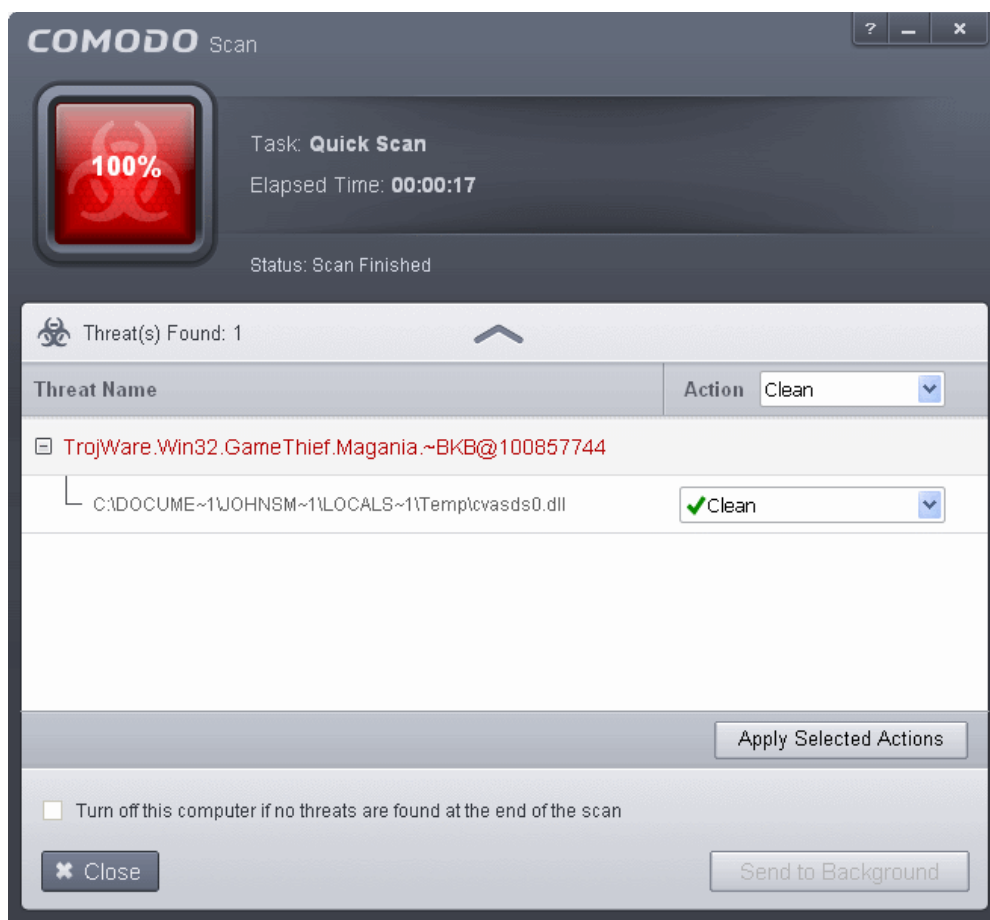 COMODO Scan
?
100%
Task: Quick Scan
Elapsed Time: 00:00:17
Status: Scan Finished
Threat(s) Found: 1
Threat Name
Action
Clean
TrojWare.Win32.GameThief.Magania.~BKB@100857744
C:\DOCUME~1\JOHNSM~1\LOCALS~1\Temp\cvasds0.dll
Clean
Apply Selected Actions
Turn off this computer if no threats are found at the end of the scan
Close
Send to Background